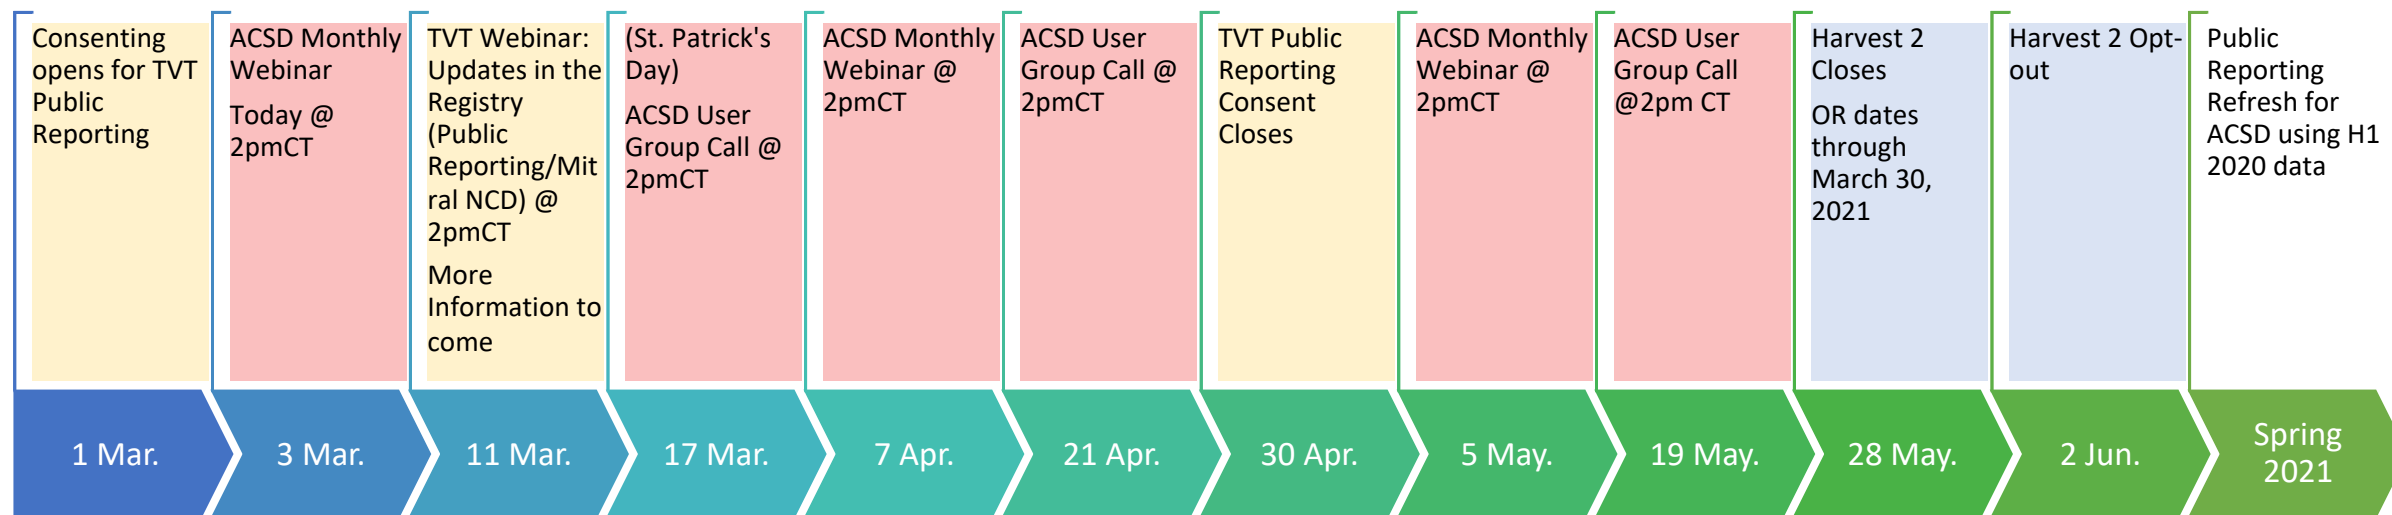 Consenting
opens for TVT
Public
Reporting
ACSD Monthly
Webinar
Today @
2pmCT
TVT Webinar:
Updates in the
Registry
(Public
Reporting/Mit
ral NCD) @
2pmCT
More
Information to
come
(St. Patrick's
Day)
ACSD User
Group Call @
2pmCT
ACSD Monthly
Webinar @
2pmCT
ACSD User
Group Call @
2pmCT
TVT Public
Reporting
Consent
Closes
ACSD Monthly
Webinar @
2pmCT
ACSD User
Group Call
@2pm CT
Harvest 2
Closes
OR dates
through
March 30,
2021
Harvest 2 Opt-
out
Public
Reporting
Refresh for
ACSD using H1
2020 data
1 Mar.
3 Mar.
11 Mar.
17 Mar.
7 Apr.
21 Apr.
30 Apr.
5 May.
19 May.
28 May.
2 Jun.
Spring
2021